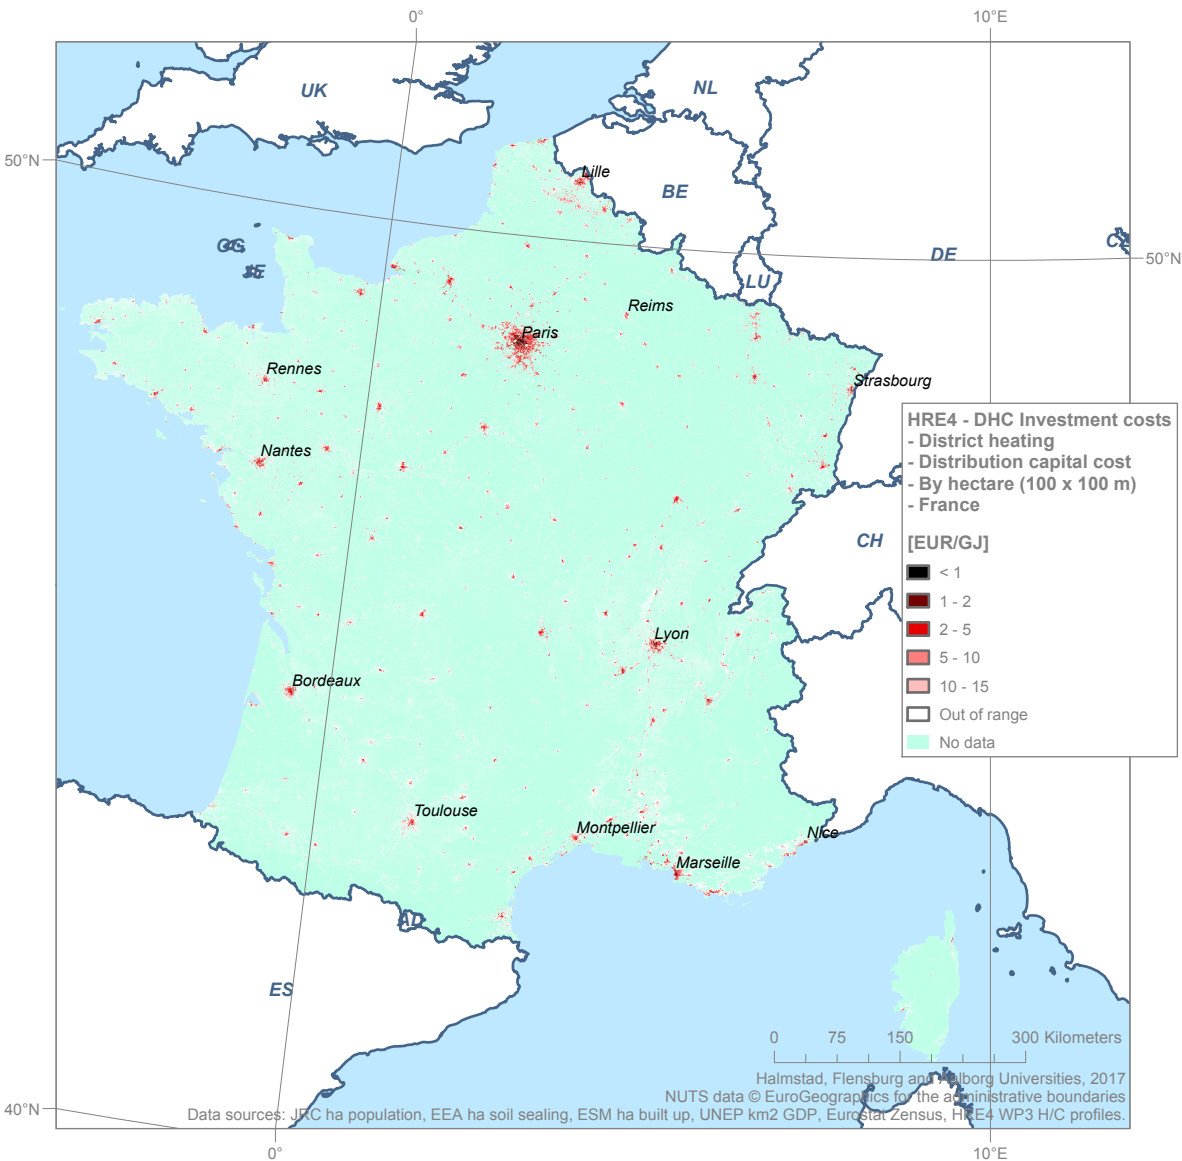 0°
10°E
UK
NL
50°N
Lille
BE
DE
50°N
LU
Reims
Paris
Rennes
Strasbourg
HRE4 - DHC Investment costs
- District heating
- Distribution capital cost
- By hectare (100 x 100 m)
- France
[EUR/GJ]
< 1
1 - 2
2 - 5
5 - 10
10 - 15
Out of range
No data
Nantes
CH
Lyon
Bordeaux
Toulouse
Montpellier
Nice
Marseille
AD
ES
0 75 150 300 Kilometers
Halmstad, Flensburg and Aalborg Universities, 2017
NUTS data © EuroGeographics for the administrative boundaries
40°N
Data sources: JRC ha population, EEA ha soil sealing, ESM ha built up, UNEP km2 GDP, Eurostat Zensus, HRE4 WP3 H/C profiles.
0°
10°E